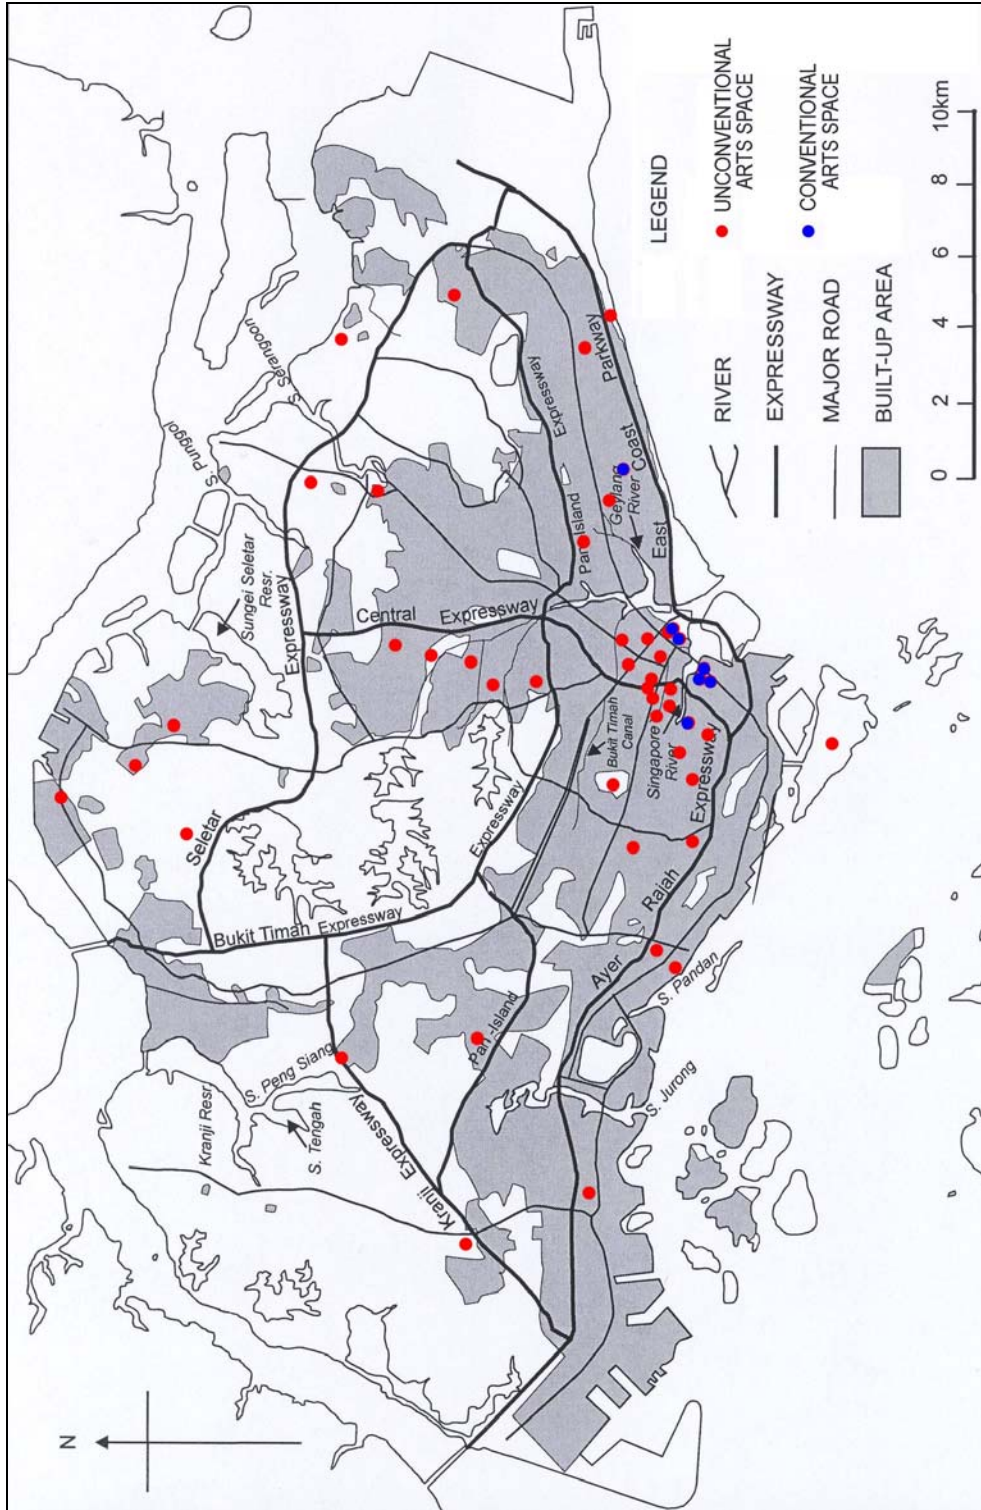 N
S. Punggol
S. Serangoon
Sungei Seletar
Resr.
Expressway
Seletar
Central
Expressway
Bukit Timah
Expressway
Expressway
Pan-Island
Expressway
Pan-Island
Kranji Resr.
S. Peng Siang
S. Tengah
Kranji
Expressway
Geylang
River
East
Coast
Parkway
Bukit Timah
Canal
Singapore
River
Ayer
Rajah
Expressway
S. Pandan
S. Jurong
LEGEND
RIVER
EXPRESSWAY
MAJOR ROAD
BUILT-UP AREA
UNCONVENTIONAL
ARTS SPACE
CONVENTIONAL
ARTS SPACE
0
2
4
6
8
10km